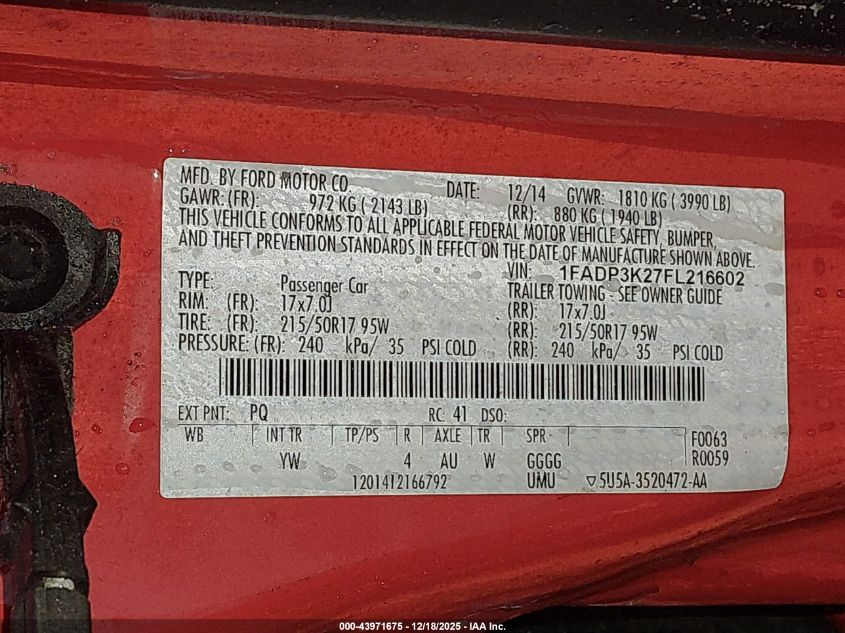 MFD. BY FORD MOTOR CO. DATE: 12/14 GVWR: 1810 KG ( 3990 LB)
GAWR: (FR): 972 KG ( 2143 LB) (RR): 880 KG ( 1940 LB)
THIS VEHICLE CONFORMS TO ALL APPLICABLE FEDERAL MOTOR VEHICLE SAFETY, BUMPER,
AND THEFT PREVENTION STANDARDS IN EFFECT ON THE DATE OF MANUFACTURE SHOWN ABOVE.
VIN: 1FADP3K27FL216602
TYPE: Passenger Car TRAILER TOWING - SEE OWNER GUIDE
RIM: (FR): 17x7.0J (RR): 17x7.0J
TIRE: (FR): 215/50R17 95W (RR): 215/50R17 95W
PRESSURE: (FR): 240 kPa/ 35 PSI COLD (RR): 240 kPa/ 35 PSI COLD
EXT PNT: PQ RC: 41 DSO:
WB INT TR TP/PS R AXLE TR SPR F0063
YW 4 AU W GGGG R0059
1201412166792 UMU ▽5U5A-3520472-AA
000-43971675 - 12/18/2025 - IAA Inc.